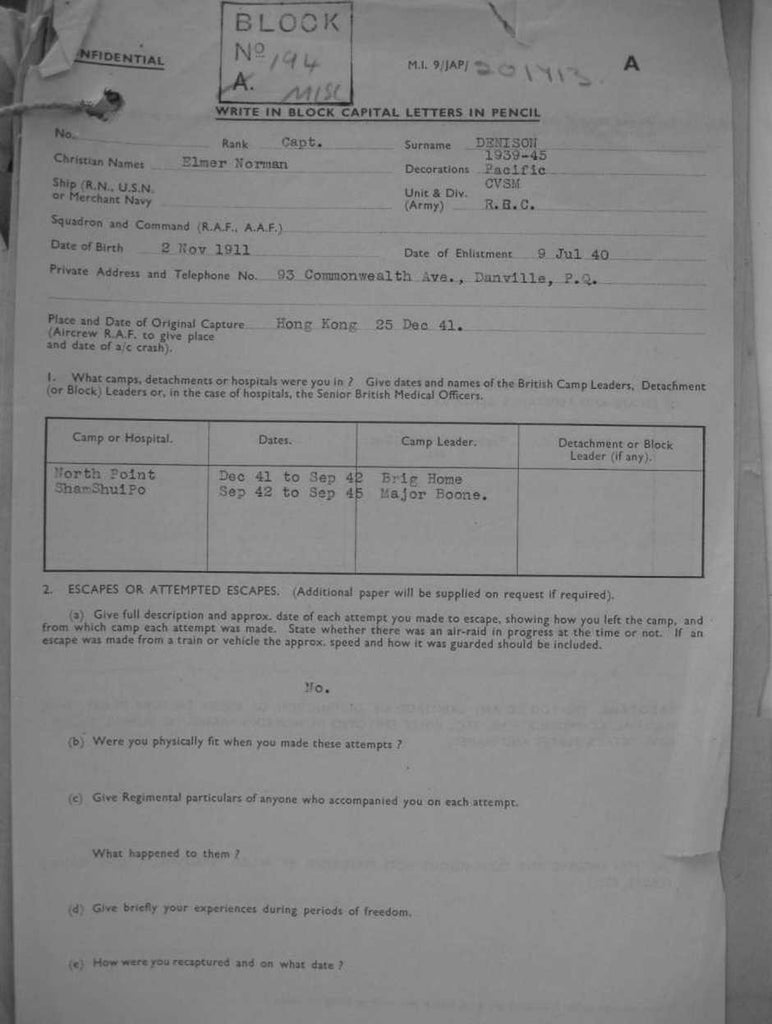 BLOCK
NFIDENTIAL
No 194
M.I. 9/JAP/
A
A. MISC
WRITE IN BLOCK CAPITAL LETTERS IN PENCIL
No. Rank Capt. Surname DENISON
Christian Names Elmer Norman Decorations 1939-45
Pacific
CVSM
Ship (R.N., U.S.N.
or Merchant Navy
Unit & Div.
(Army) R.R.C.
Squadron and Command (R.A.F., A.A.F.)
Date of Birth 2 Nov 1911 Date of Enlistment 9 Jul 40
Private Address and Telephone No. 93 Commonwealth Ave., Danville, P.Q.
Place and Date of Original Capture Hong Kong 25 Dec 41.
(Aircrew R.A.F. to give place
and date of a/c crash).
1. What camps, detachments or hospitals were you in ? Give dates and names of the British Camp Leaders, Detachment
(or Block) Leaders or, in the case of hospitals, the Senior British Medical Officers.
Camp or Hospital. Dates. Camp Leader. Detachment or Block
Leader (if any).
North Point Dec 41 to Sep 42 Brig Home
ShamShuiPo Sep 42 to Sep 45 Major Boone.
2. ESCAPES OR ATTEMPTED ESCAPES. (Additional paper will be supplied on request if required).
(a) Give full description and approx. date of each attempt you made to escape, showing how you left the camp, and
from which camp each attempt was made. State whether there was an air-raid in progress at the time or not. If an
escape was made from a train or vehicle the approx. speed and how it was guarded should be included.
No.
(b) Were you physically fit when you made these attempts ?
(c) Give Regimental particulars of anyone who accompanied you on each attempt.
What happened to them ?
(d) Give briefly your experiences during periods of freedom.
(e) How were you recaptured and on what date ?